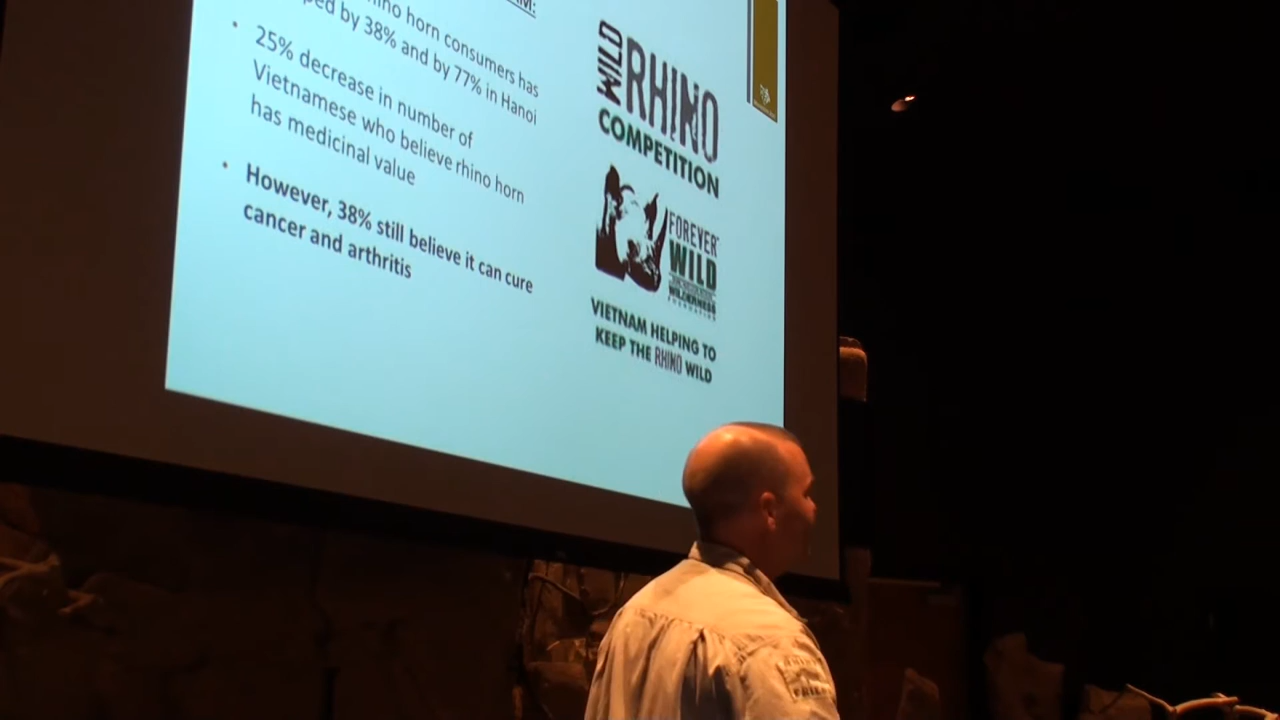 horn consumers has
by 38% and by 77% in Hanoi
• 25% decrease in number of
Vietnamese who believe rhino horn
has medicinal value
• However, 38% still believe it can cure
cancer and arthritis
WILD
RHINO
COMPETITION
FOREVER
WILD
WILDERNESS
VIETNAM HELPING TO
KEEP THE RHINO WILD